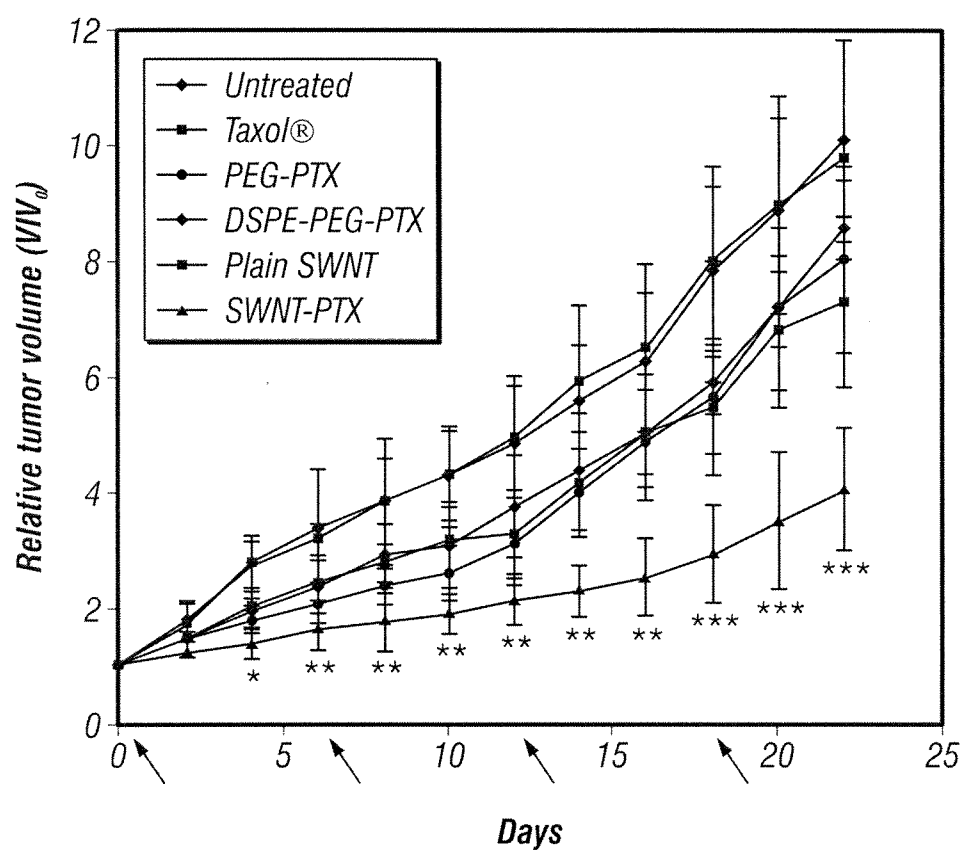 12
10
8
6
4
2
0
Relative tumor volume (V/V₀)
Untreated
Taxol®
PEG-PTX
DSPE-PEG-PTX
Plain SWNT
SWNT-PTX
* ** ** ** ** ** ** *** *** ***
0 5 10 15 20 25
Days